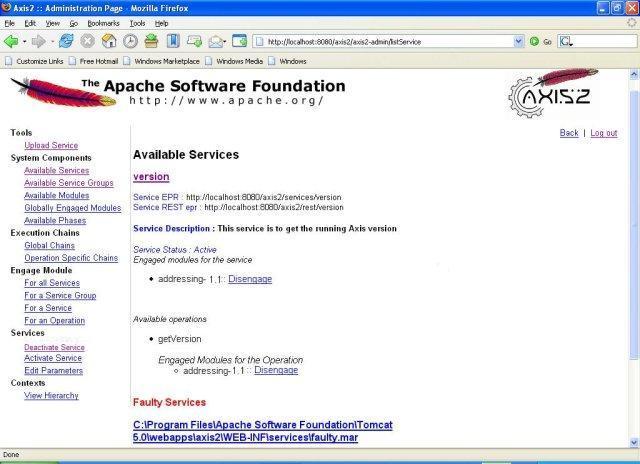 Axis2 :: Administration Page - Mozilla Firefox
File Edit View Go Bookmarks Tools Help
http://localhost:8080/axis2/axis2-admin/listService
Go
Customize Links Free Hotmail Windows Marketplace Windows Media Windows
The Apache Software Foundation
http://www.apache.org/
AXIS2
Back | Log out
Tools
Upload Service
System Components
Available Services
Available Service Groups
Available Modules
Globally Engaged Modules
Available Phases
Execution Chains
Global Chains
Operation Specific Chains
Engage Module
For all Services
For a Service Group
For a Service
For an Operation
Services
Deactivate Service
Activate Service
Edit Parameters
Contexts
View Hierarchy
Available Services
version
Service EPR : http://localhost:8080/axis2/services/version
Service REST epr : http://localhost:8080/axis2/rest/version
Service Description : This service is to get the running Axis version
Service Status : Active
Engaged modules for the service
addressing-1.1:: Disengage
Available operations
getVersion
Engaged Modules for the Operation
addressing-1.1 :: Disengage
Faulty Services
C:\Program Files\Apache Software Foundation\Tomcat
5.0\webapps\axis2\WEB-INF\services\faulty.mar
Done